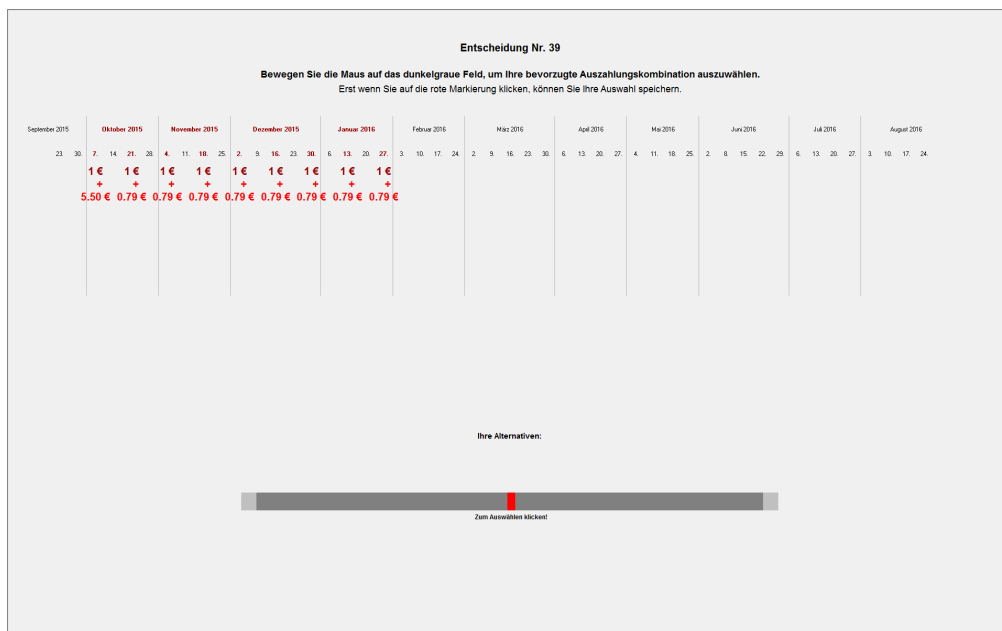 Entscheidung Nr. 39
Bewegen Sie die Maus auf das dunkelgraue Feld, um Ihre bevorzugte Auszahlungskombination auszuwählen.
Erst wenn Sie auf die rote Markierung klicken, können Sie Ihre Auswahl speichern.
September 2015 Oktober 2015 November 2015 Dezember 2015 Januar 2016 Februar 2016 März 2016 April 2016 Mai 2016 Juni 2016 Juli 2016 August 2016
23. 30. 7. 14. 21. 28. 4. 11. 18. 25. 2. 9. 16. 23. 30. 6. 13. 20. 27. 3. 10. 17. 24. 2. 9. 16. 23. 30. 6. 13. 20. 27. 4. 11. 18. 25. 2. 8. 15. 22. 29. 6. 13. 20. 27. 3. 10. 17. 24.
1 € 1 € 1 € 1 € 1 € 1 € 1 € 1 € 1 €
+ + + + + + + + +
5.50 € 0.79 € 0.79 € 0.79 € 0.79 € 0.79 € 0.79 € 0.79 € 0.79 €
Ihre Alternativen:
Zum Auswählen klicken!